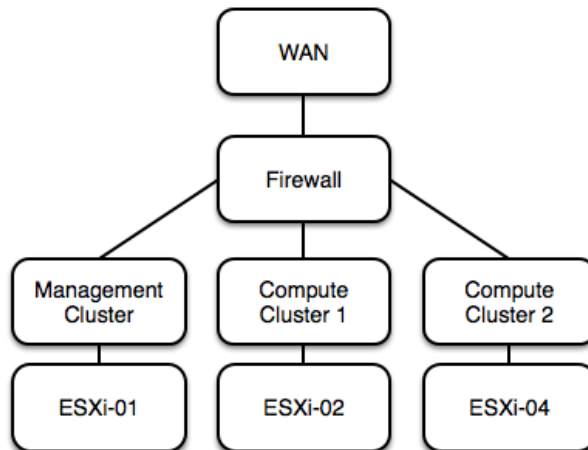 WAN
Firewall
Management
Cluster
Compute
Cluster 1
Compute
Cluster 2
ESXi-01
ESXi-02
ESXi-04